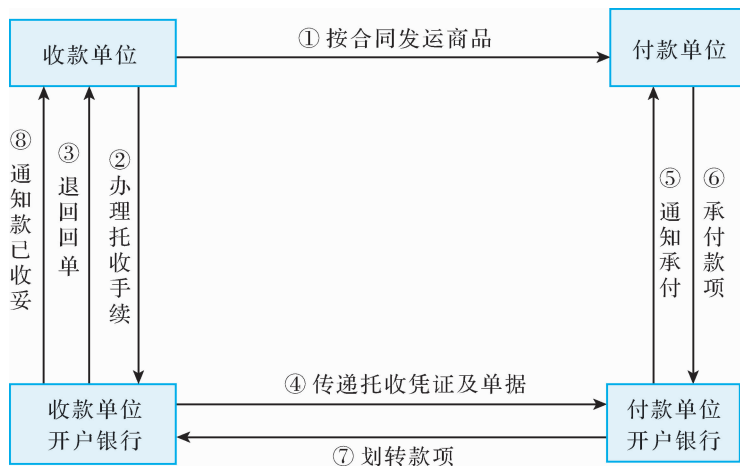 ① 按合同发运商品
收款单位
付款单位
⑧通知款已收妥
③退回回单
②办理托收手续
⑤通知承付
⑥承付款项
④ 传递托收凭证及单据
收款单位
开户银行
付款单位
开户银行
⑦ 划转款项